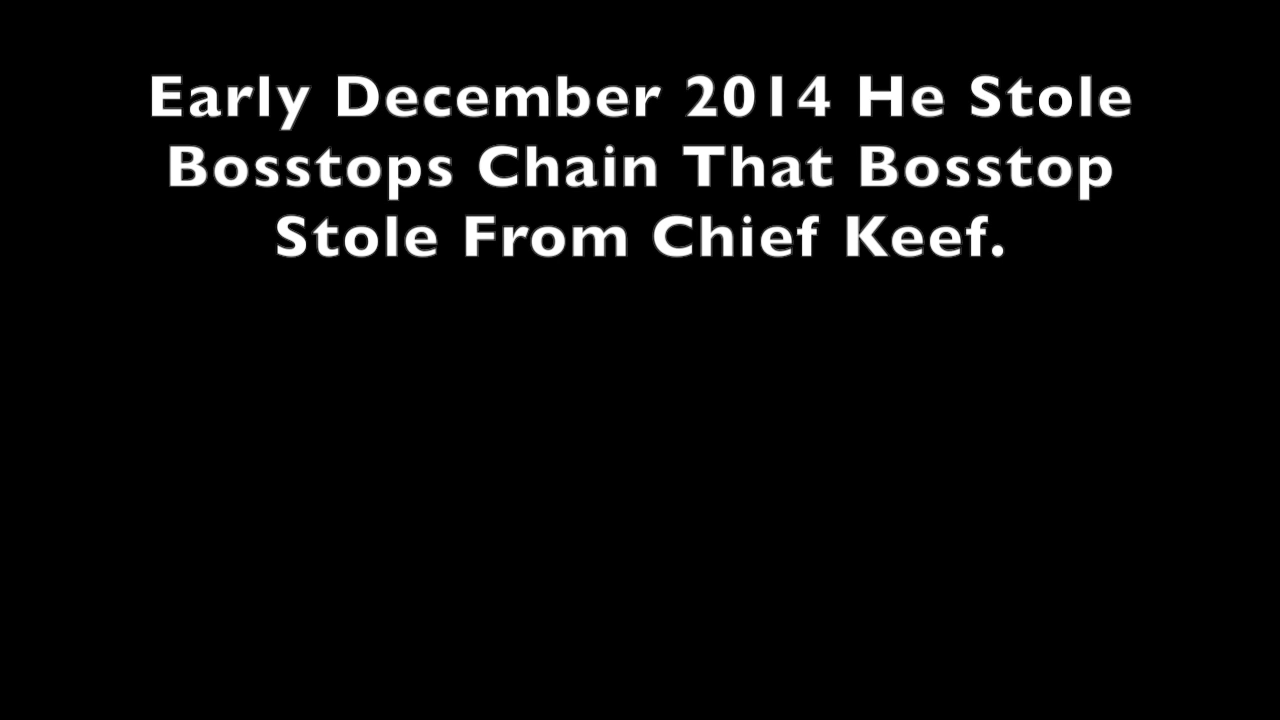 Early December 2014 He Stole
Bosstops Chain That Bosstop
Stole From Chief Keef.